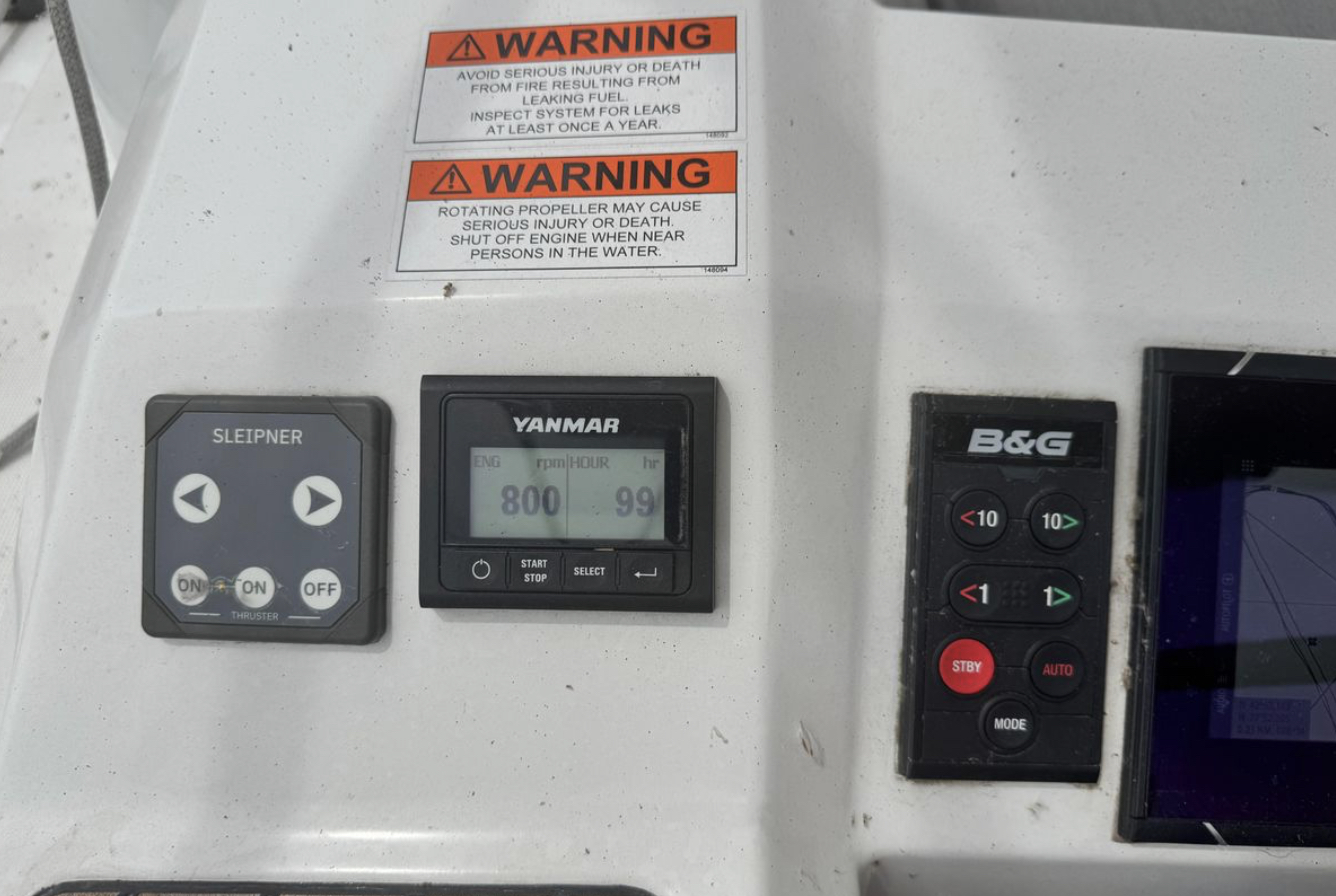 WARNING
AVOID SERIOUS INJURY OR DEATH
FROM FIRE RESULTING FROM
LEAKING FUEL.
INSPECT SYSTEM FOR LEAKS
AT LEAST ONCE A YEAR.
148092
WARNING
ROTATING PROPELLER MAY CAUSE
SERIOUS INJURY OR DEATH.
SHUT OFF ENGINE WHEN NEAR
PERSONS IN THE WATER.
148094
SLEIPNER
ON ON OFF
THRUSTER
YANMAR
ENG rpm HOUR hr
800 99
START
STOP
SELECT
B&G
<10 10>
<1 1>
STBY AUTO
MODE